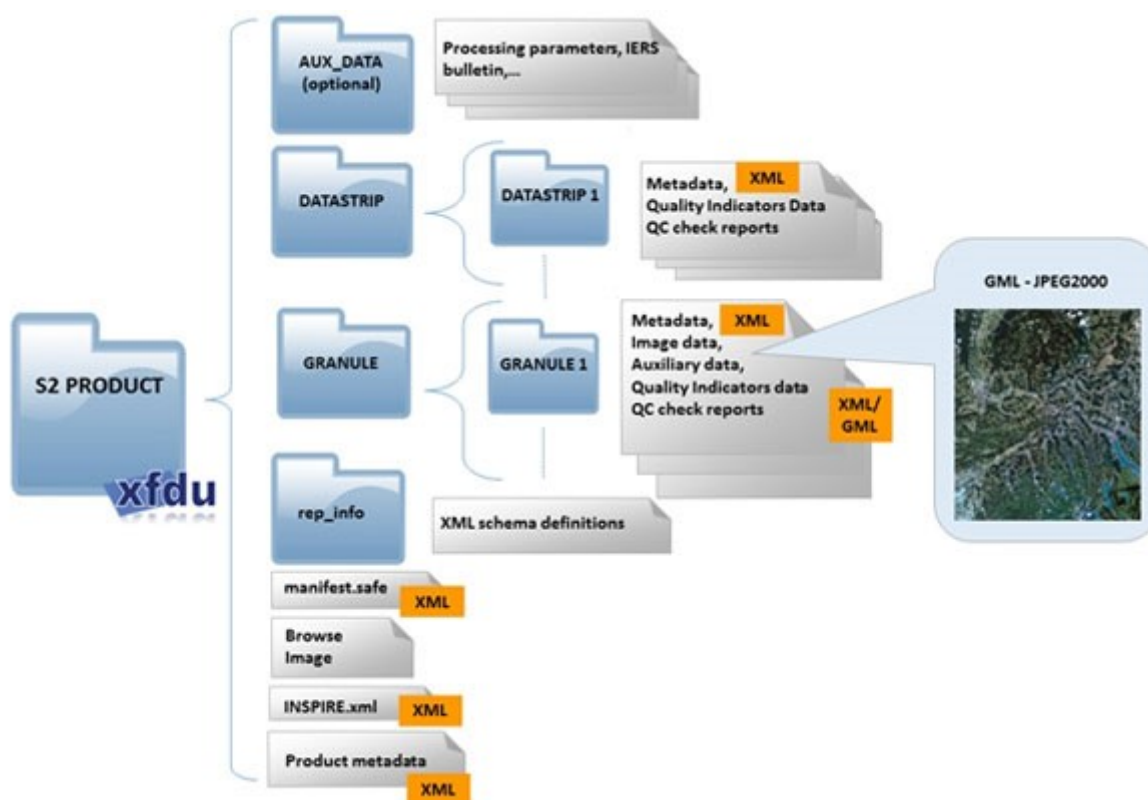 AUX_DATA
(optional)
Processing parameters, IERS
bulletin,...
DATASTRIP
DATASTRIP 1
Metadata, XML
Quality Indicators Data
QC check reports
GML - JPEG2000
S2 PRODUCT
xfdu
GRANULE
GRANULE 1
Metadata, XML
Image data,
Auxiliary data,
Quality Indicators data
QC check reports
XML/
GML
rep_info
XML schema definitions
manifest.safe
XML
Browse
Image
INSPIRE.xml XML
Product metadata
XML